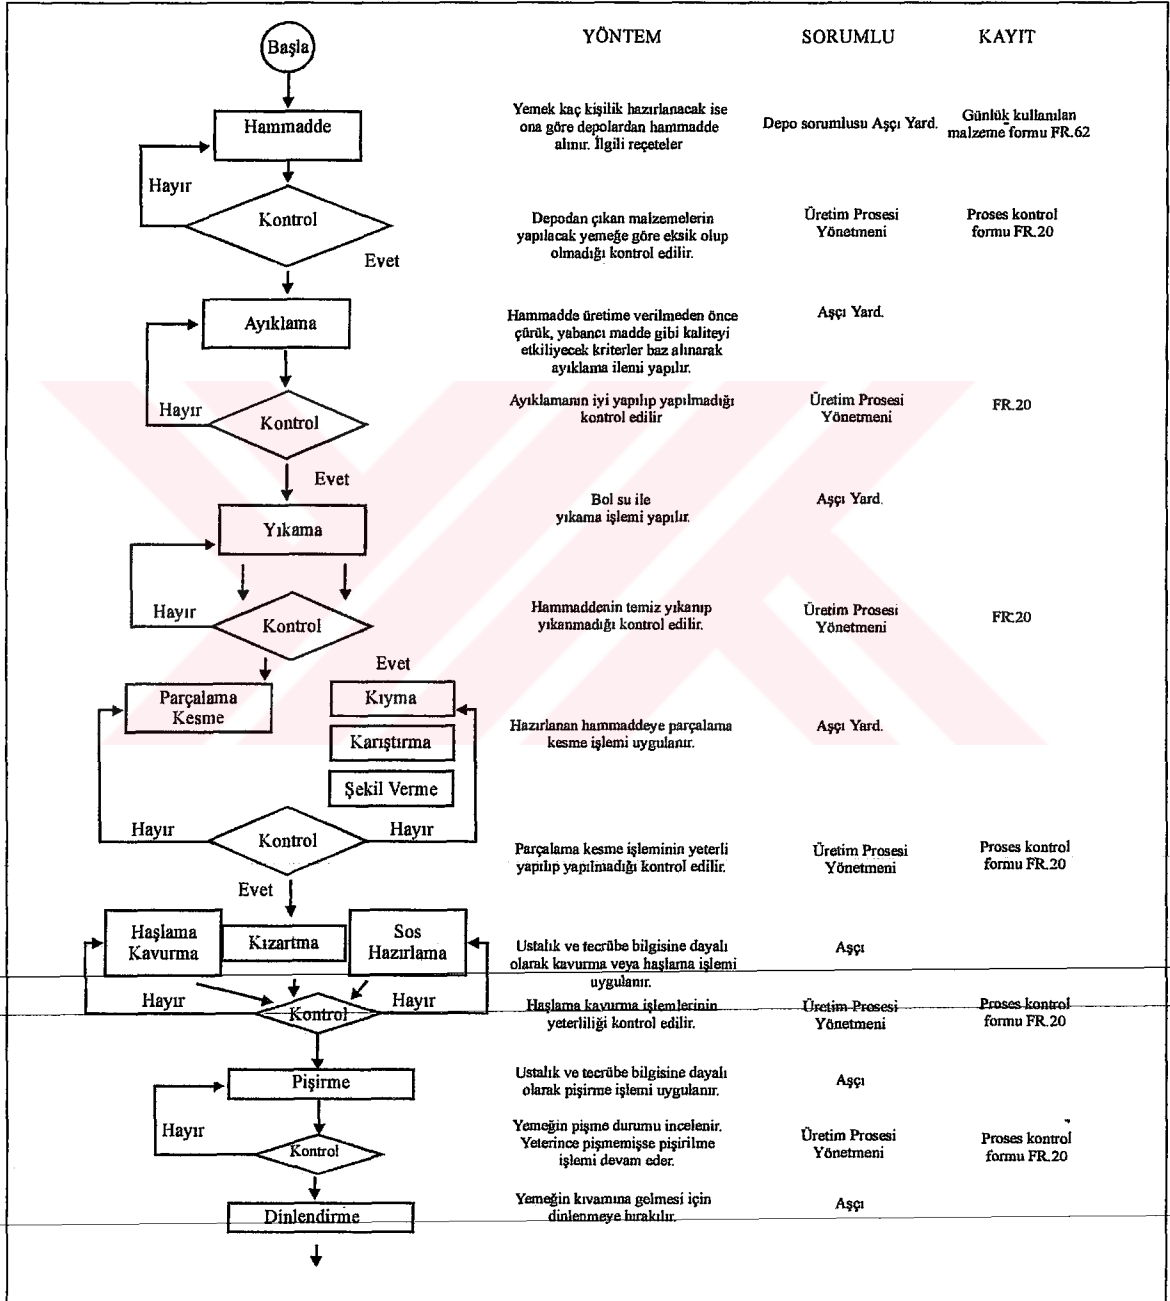 YÖNTEM SORUMLU KAYIT
Başla
Hammadde
Yemek kaç kişilik hazırlanacak ise
ona göre depolardan hammadde
alınır. İlgili reçeteler
Depo sorumlusu Aşçı Yard.
Günlük kullanılan
malzeme formu FR.62
Hayır
Kontrol
Evet
Depodan çıkan malzemelerin
yapılacak yemeğe göre eksik olup
olmadığı kontrol edilir.
Üretim Prosesi
Yönetmeni
Proses kontrol
formu FR.20
Ayıklama
Hammadde üretime verilmeden önce
çürük, yabancı madde gibi kaliteyi
etkiliyecek kriterler baz alınarak
ayıklama ilemi yapılır.
Aşçı Yard.
Hayır
Kontrol
Evet
Ayıklamanın iyi yapılıp yapılmadığı
kontrol edilir
Üretim Prosesi
Yönetmeni
FR.20
Yıkama
Bol su ile
yıkama işlemi yapılır.
Aşçı Yard.
Hayır
Kontrol
Evet
Hammaddenin temiz yıkanıp
yıkanmadığı kontrol edilir.
Üretim Prosesi
Yönetmeni
FR.20
Parçalama
Kesme
Kıyma
Karıştırma
Şekil Verme
Hazırlanan hammaddeye parçalama
kesme işlemi uygulanır.
Aşçı Yard.
Hayır
Kontrol
Hayır
Evet
Parçalama kesme işleminin yeterli
yapılıp yapılmadığı kontrol edilir.
Üretim Prosesi
Yönetmeni
Proses kontrol
formu FR.20
Haşlama
Kavurma
Kızartma
Sos
Hazırlama
Ustalık ve tecrübe bilgisine dayalı
olarak kavurma veya haşlama işlemi
uygulanır.
Aşçı
Hayır
Kontrol
Hayır
Haşlama kavurma işlemlerinin
yeterliliği kontrol edilir.
Üretim Prosesi
Yönetmeni
Proses kontrol
formu FR.20
Pişirme
Ustalık ve tecrübe bilgisine dayalı
olarak pişirme işlemi uygulanır.
Aşçı
Hayır
Kontrol
Yemeğin pişme durumu incelenir.
Yeterince pişmemişse pişirilme
işlemi devam eder.
Üretim Prosesi
Yönetmeni
Proses kontrol
formu FR.20
Dinlendirme
Yemeğin kıvamına gelmesi için
dinlenmeye bırakılır.
Aşçı